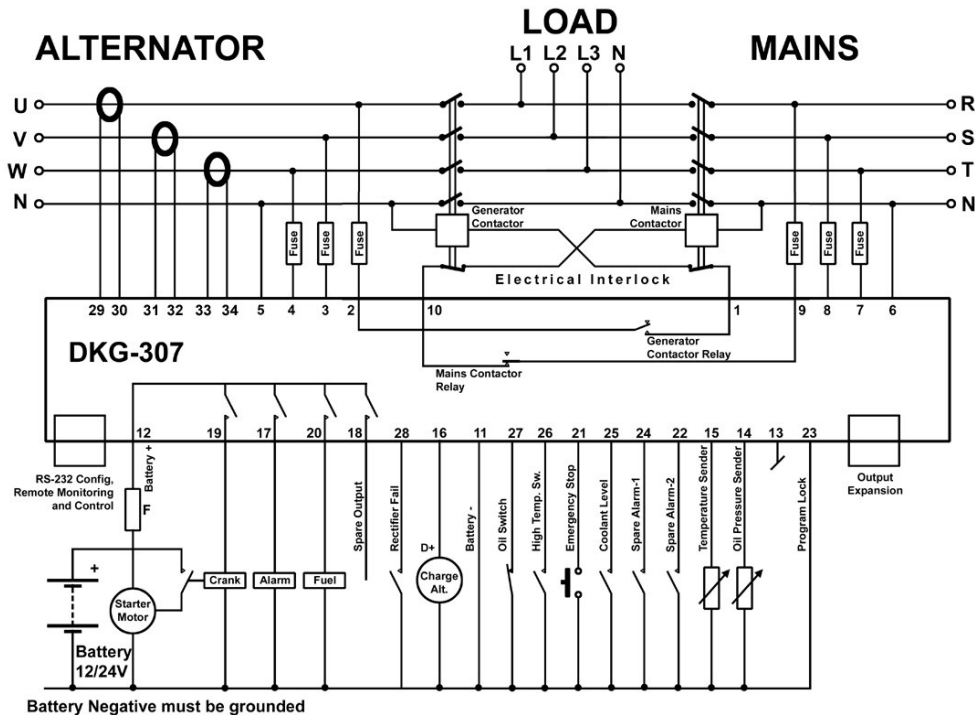 ALTERNATOR
LOAD
MAINS
L1 L2 L3 N
U
V
W
N
R
S
T
N
Generator
Contactor
Mains
Contactor
Fuse
Fuse
Fuse
Fuse
Fuse
Fuse
Electrical Interlock
29 30 31 32 33 34 5 4 3 2 10 1 9 8 7 6
DKG-307
Generator
Contactor Relay
Mains Contactor
Relay
12 19 17 20 18 28 16 11 27 26 21 25 24 22 15 14 13 23
RS-232 Config,
Remote Monitoring
and Control
Battery +
Spare Output
Rectifier Fail
Battery -
Oil Switch
High Temp. Sw.
Emergency Stop
Coolant Level
Spare Alarm-1
Spare Alarm-2
Temperature Sender
Oil Pressure Sender
Program Lock
Output
Expansion
F
D+
Charge
Alt.
+
Crank
Alarm
Fuel
Starter
Motor
Battery
12/24V
Battery Negative must be grounded